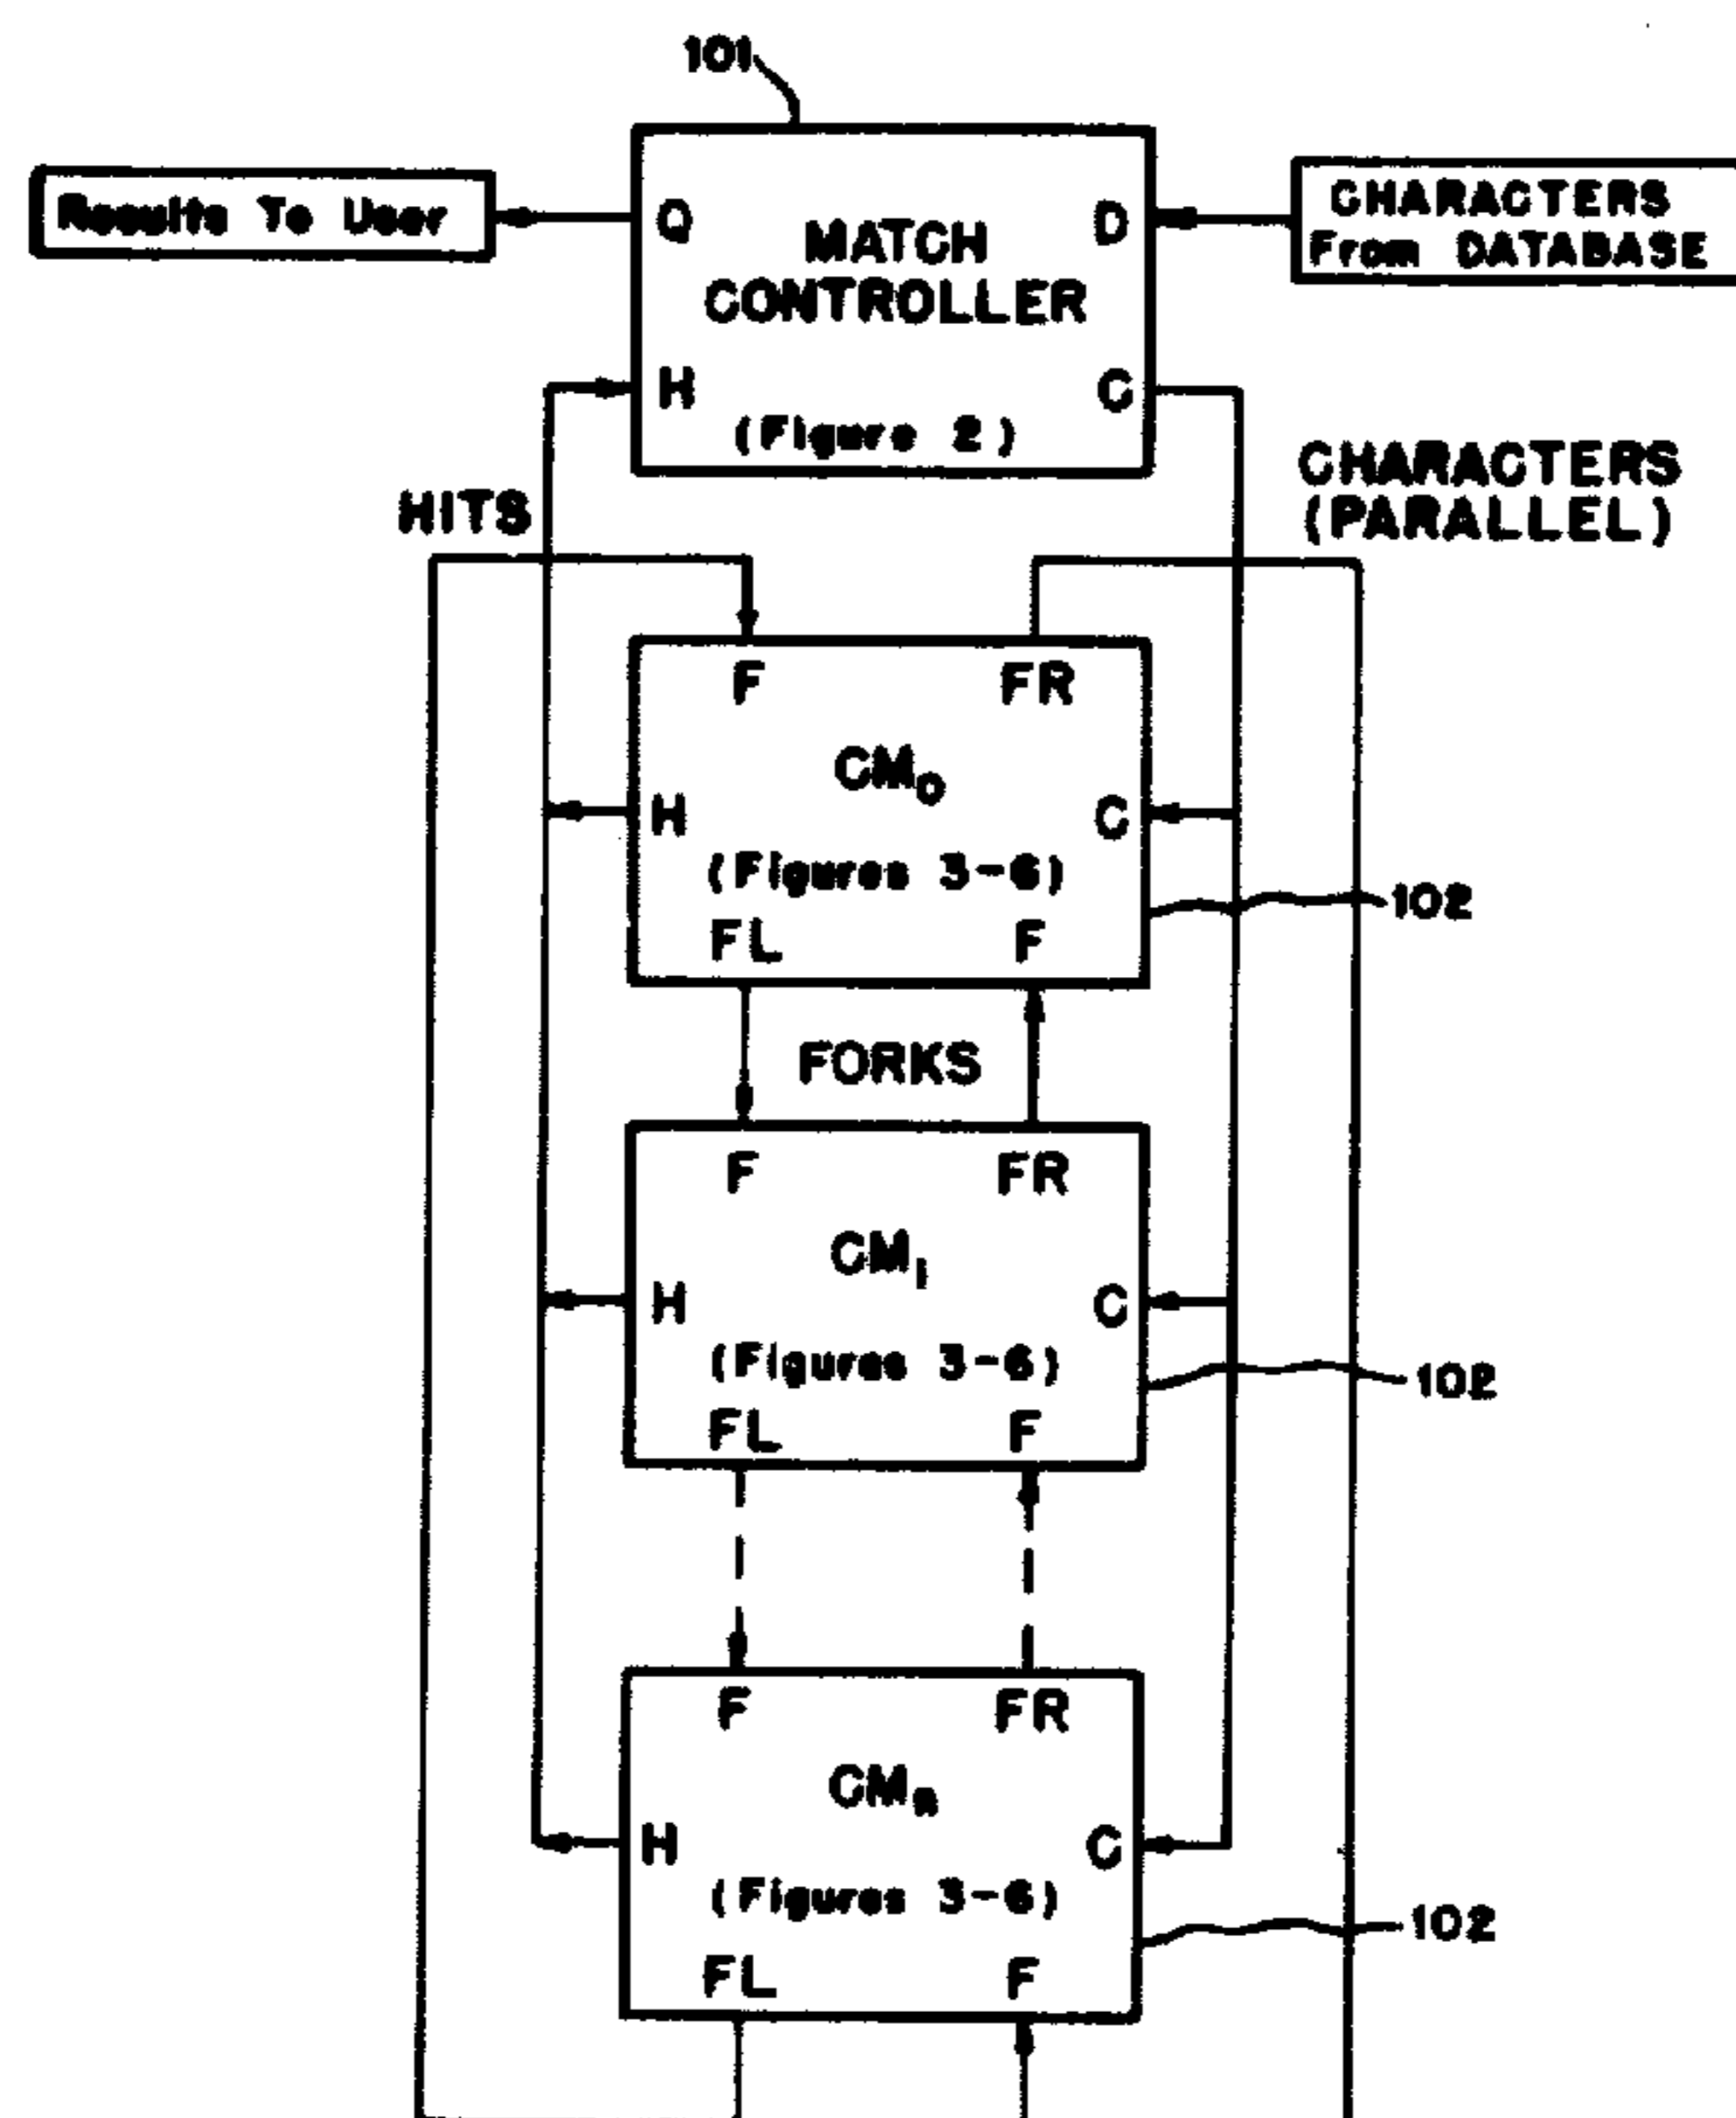 101
Results To User
Q
D
MATCH
CONTROLLER
CHARACTERS
From DATABASE
H
C
(Figure 2)
HITS
CHARACTERS
(PARALLEL)
F
FR
CM0
H
C
(Figures 3-6)
102
FL
F
FORKS
F
FR
CM1
H
C
(Figures 3-6)
102
FL
F
F
FR
H
C
(Figures 3-6)
102
FL
F